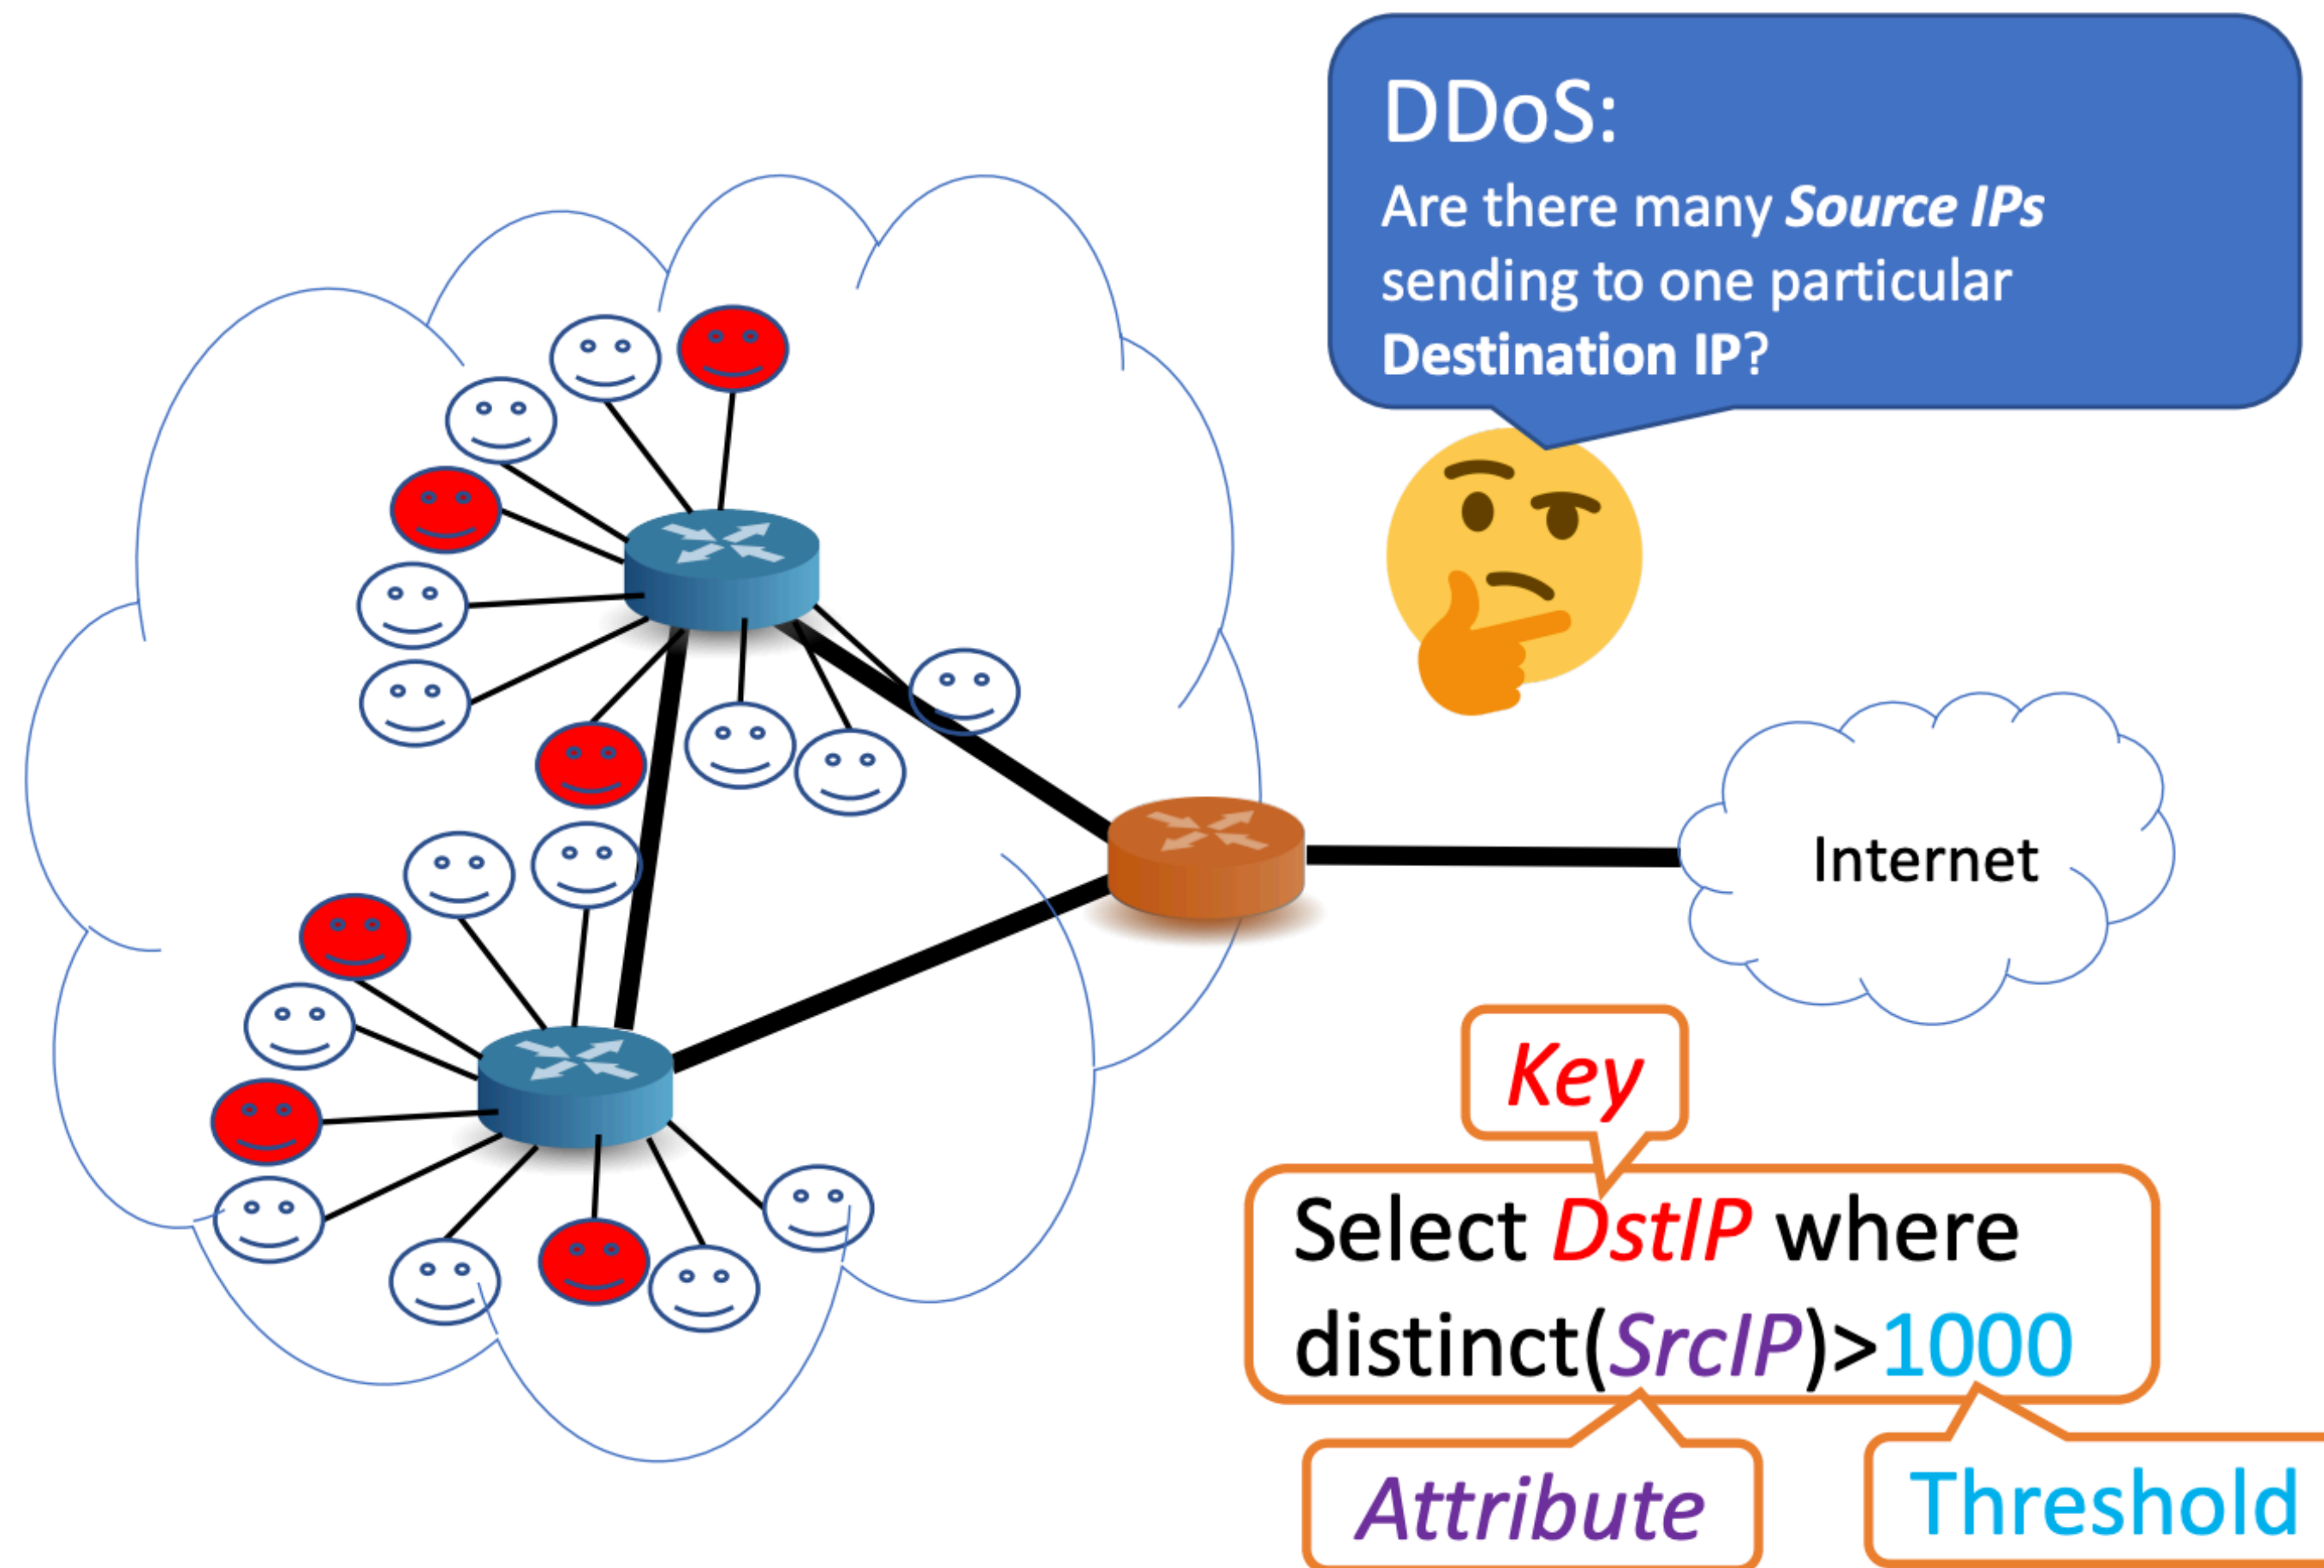 DDoS:
Are there many Source IPs
sending to one particular
Destination IP?
Internet
Key
Select DstIP where
distinct(SrcIP)>1000
Attribute
Threshold